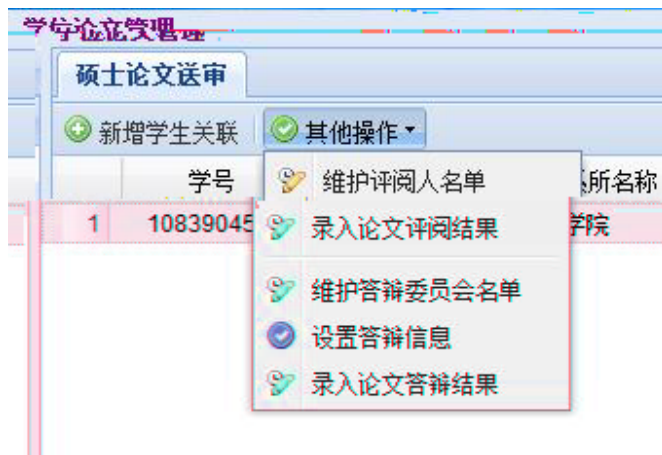 学位论文管理
硕士论文送审
新增学生关联 其他操作
学号 所名称
维护评阅人名单
1 10839045 学院
录入论文评阅结果
维护答辩委员会名单
设置答辩信息
录入论文答辩结果